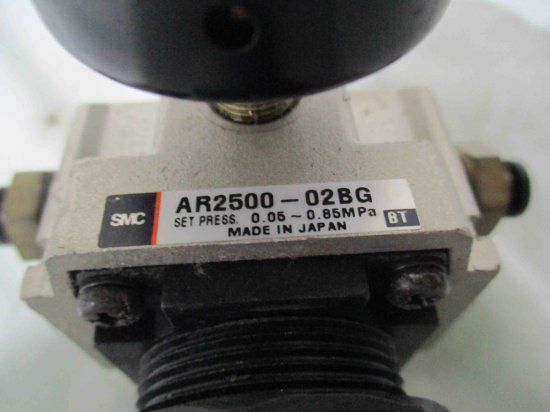 SMC AR2500-02BG
SET PRESS. 0.05~0.85MPa BT
MADE IN JAPAN